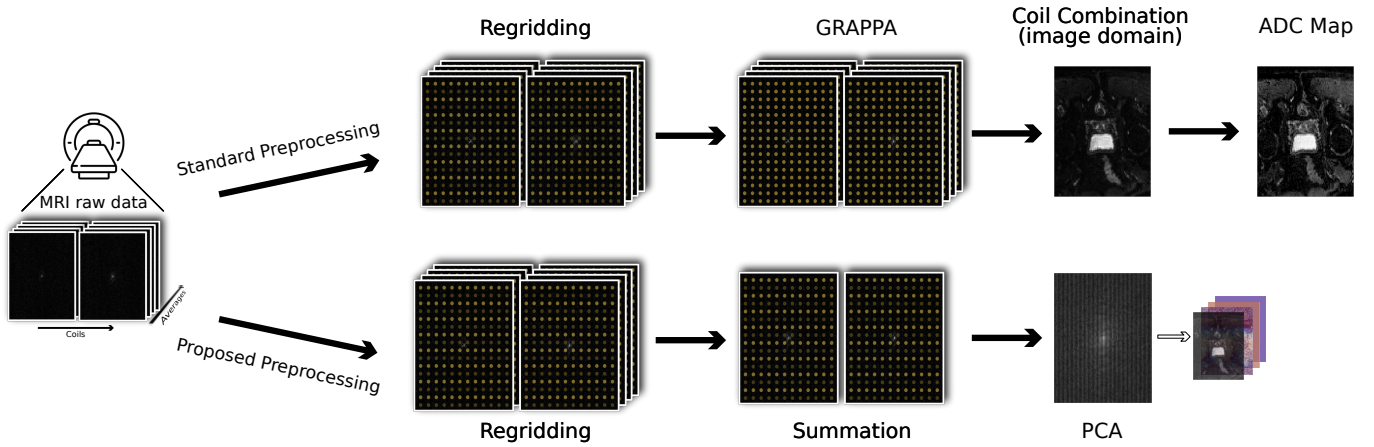 Regridding
GRAPPA
Coil Combination
(image domain)
ADC Map
Standard Preprocessing
MRI raw data
Averages
Coils
Proposed Preprocessing
Regridding
Summation
PCA